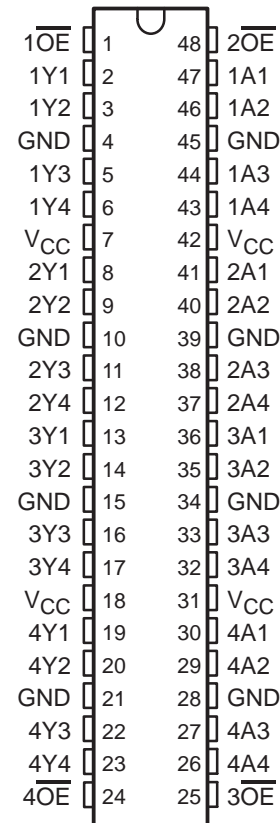 1O̅E̅ 1 48 2O̅E̅
1Y1 2 47 1A1
1Y2 3 46 1A2
GND 4 45 GND
1Y3 5 44 1A3
1Y4 6 43 1A4
VCC 7 42 VCC
2Y1 8 41 2A1
2Y2 9 40 2A2
GND 10 39 GND
2Y3 11 38 2A3
2Y4 12 37 2A4
3Y1 13 36 3A1
3Y2 14 35 3A2
GND 15 34 GND
3Y3 16 33 3A3
3Y4 17 32 3A4
VCC 18 31 VCC
4Y1 19 30 4A1
4Y2 20 29 4A2
GND 21 28 GND
4Y3 22 27 4A3
4Y4 23 26 4A4
4O̅E̅ 24 25 3O̅E̅